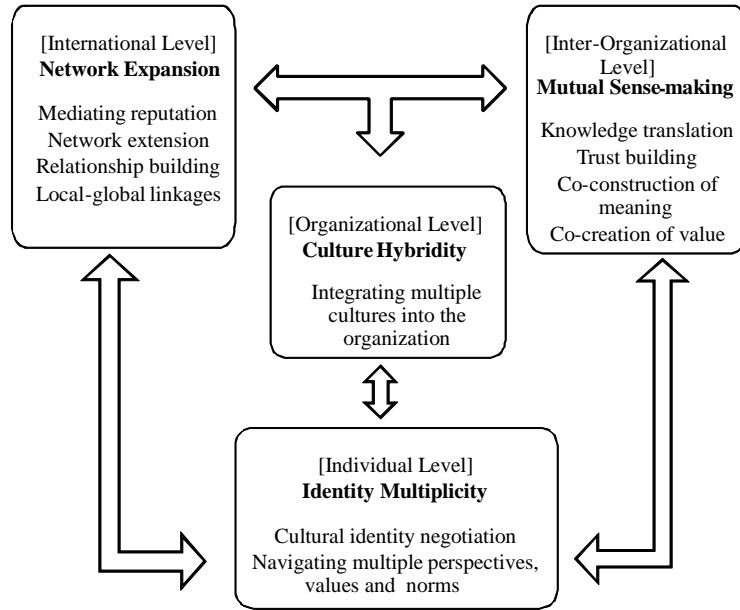 [International Level]
Network Expansion
Mediating reputation
Network extension
Relationship building
Local-global linkages
[Inter-Organizational
Level]
Mutual Sense-making
Knowledge translation
Trust building
Co-construction of
meaning
Co-creation of value
[Organizational Level]
Culture Hybridity
Integrating multiple
cultures into the
organization
[Individual Level]
Identity Multiplicity
Cultural identity negotiation
Navigating multiple perspectives,
values and norms